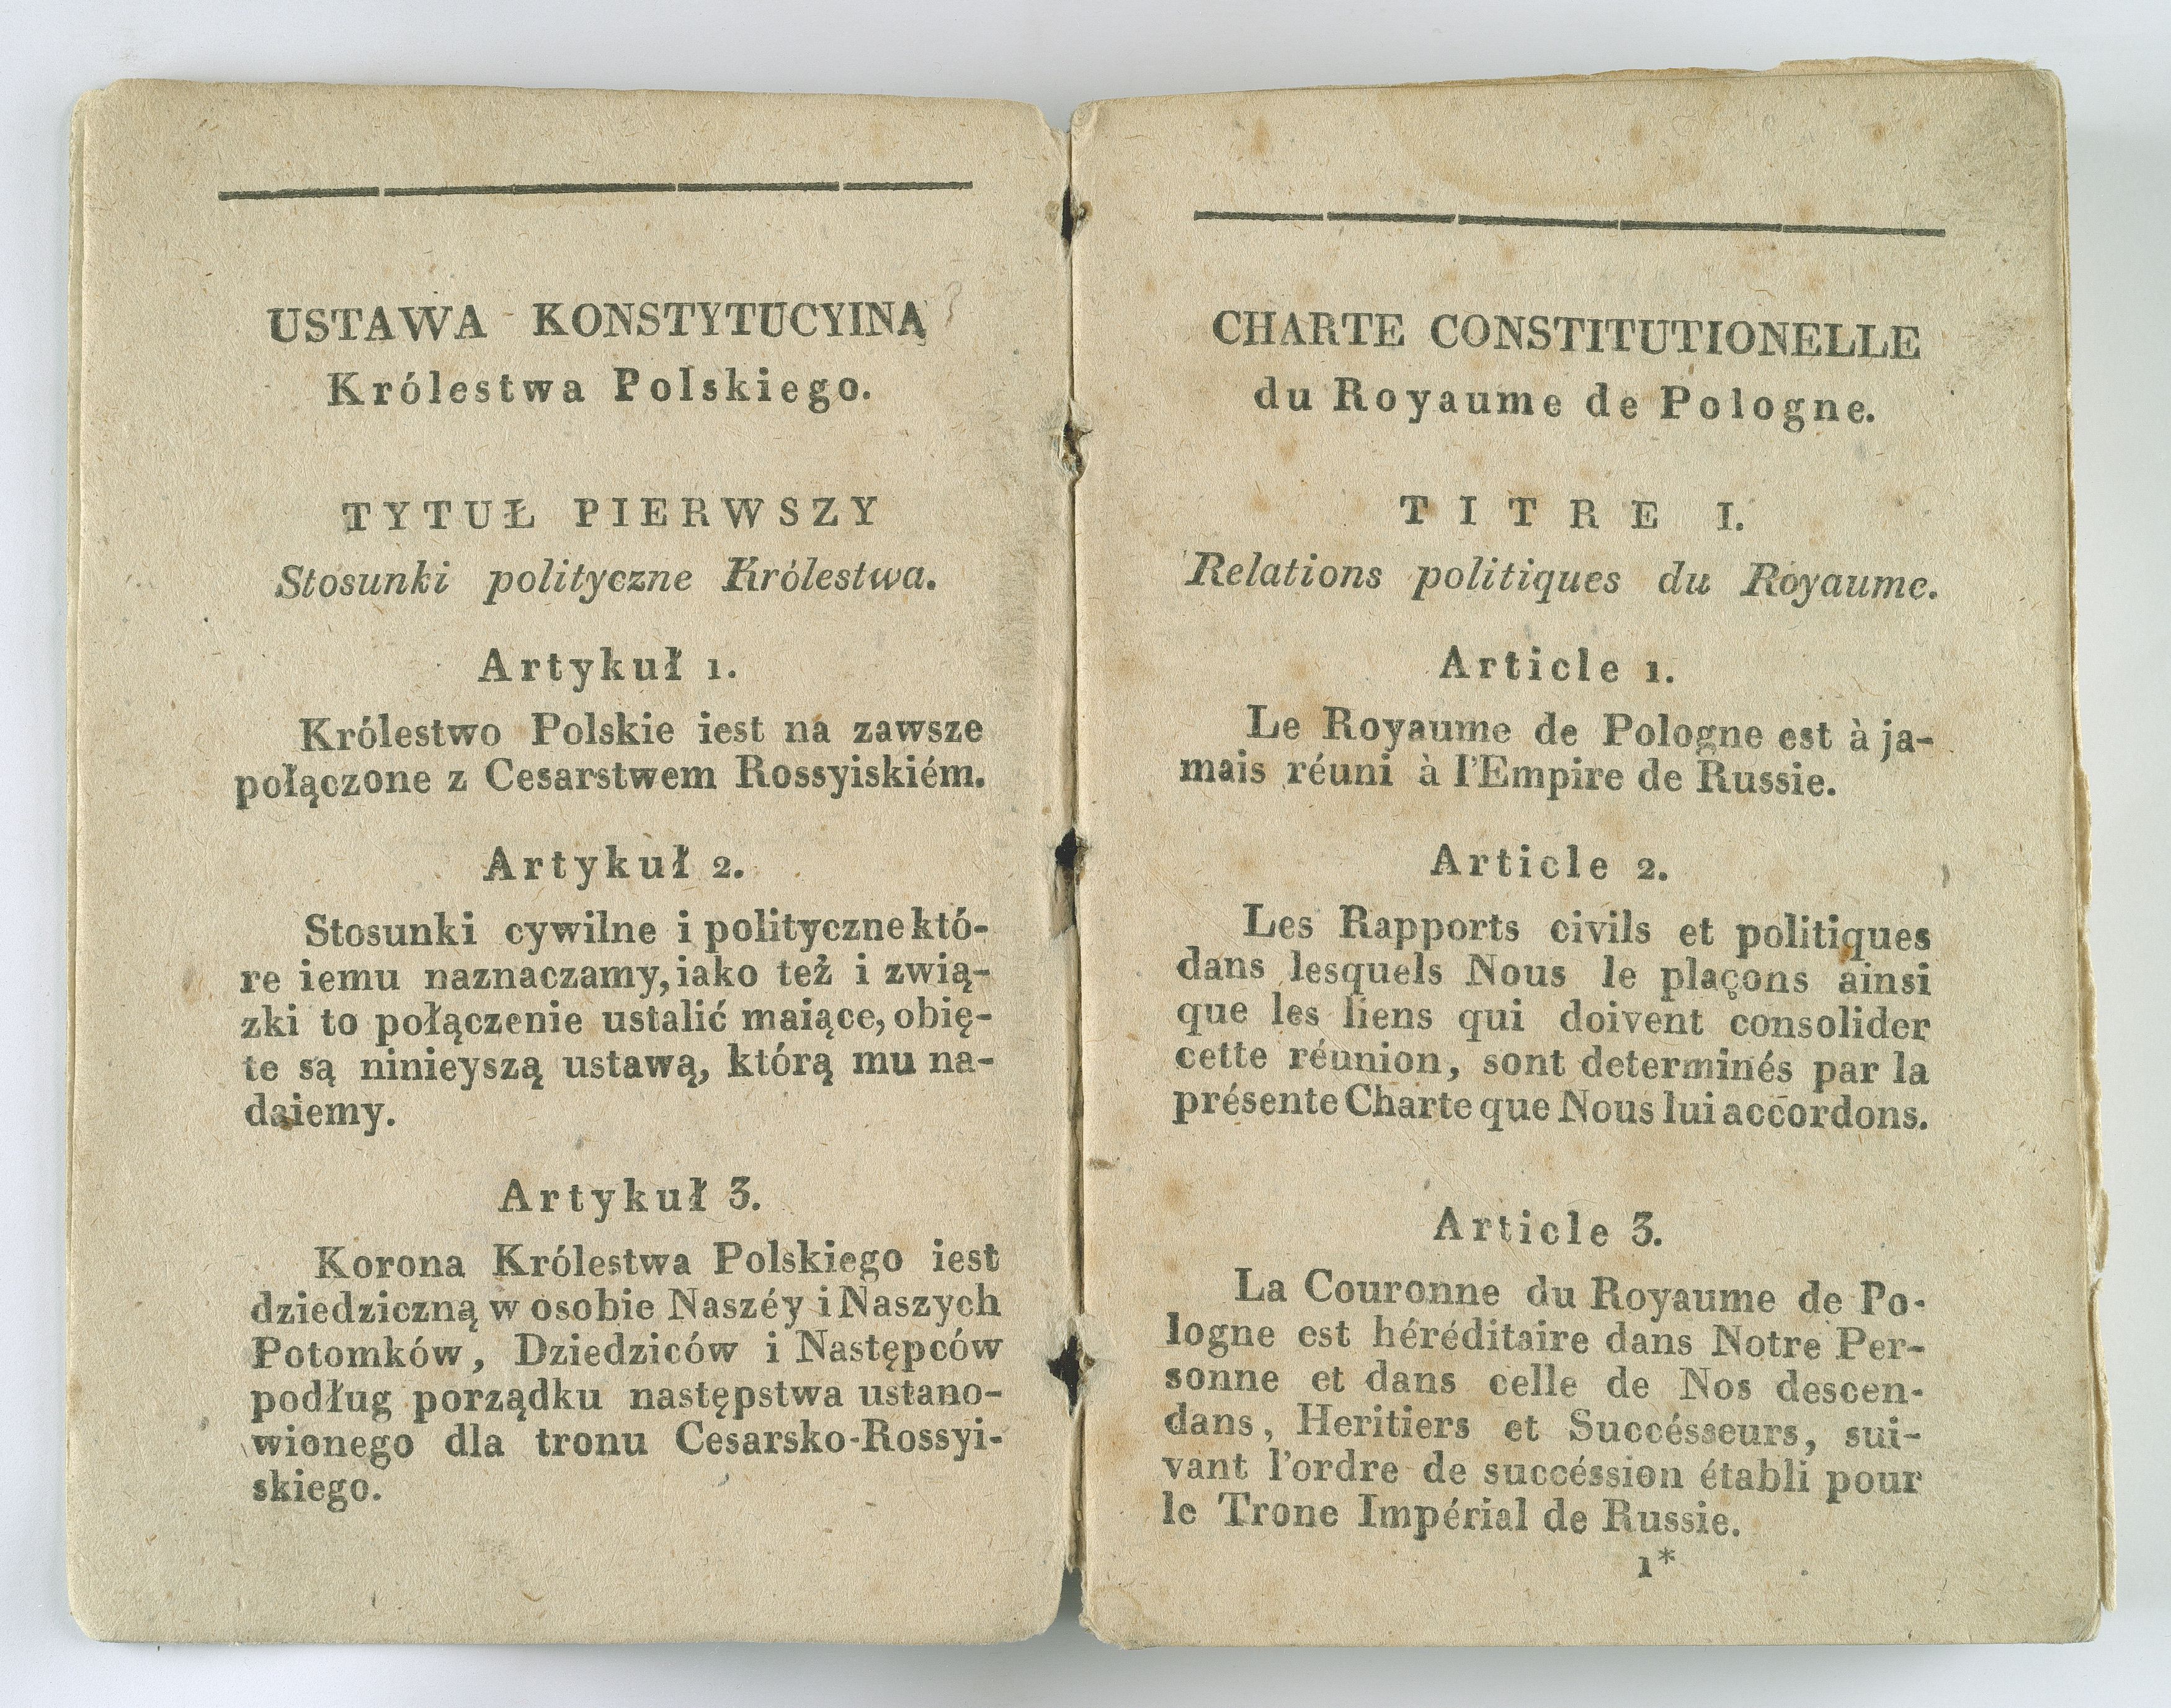 USTAWA KONSTYTUCYINĄ
Królestwa Polskiego.
TYTUŁ PIERWSZY
Stosunki polityczne Królestwa.
Artykuł 1.
Królestwo Polskie iest na zawsze
połączone z Cesarstwem Rossyiskiém.
Artykuł 2.
Stosunki cywilne i polityczne któ-
re iemu naznaczamy, iako też i zwią-
zki to połączenie ustalić maiące, obię-
te są ninieyszą ustawą, którą mu na-
daiemy.
Artykuł 3.
Korona Królestwa Polskiego iest
dziedziczną w osobie Naszéy i Naszych
Potomków, Dziedziców i Następców
podług porządku następstwa ustano-
wionego dla tronu Cesarsko-Rossyi-
skiego.
CHARTE CONSTITUTIONELLE
du Royaume de Pologne.
TITRE I.
Relations politiques du Royaume.
Article 1.
Le Royaume de Pologne est à ja-
mais réuni à l'Empire de Russie.
Article 2.
Les Rapports civils et politiques
dans lesquels Nous le plaçons ainsi
que les liens qui doivent consolider
cette réunion, sont determinés par la
présente Charte que Nous lui accordons.
Article 3.
La Couronne du Royaume de Po-
logne est héréditaire dans Notre Per-
sonne et dans celle de Nos descen-
dans, Heritiers et Succésseurs, sui-
vant l'ordre de succéssion établi pour
le Trone Impérial de Russie.
1*